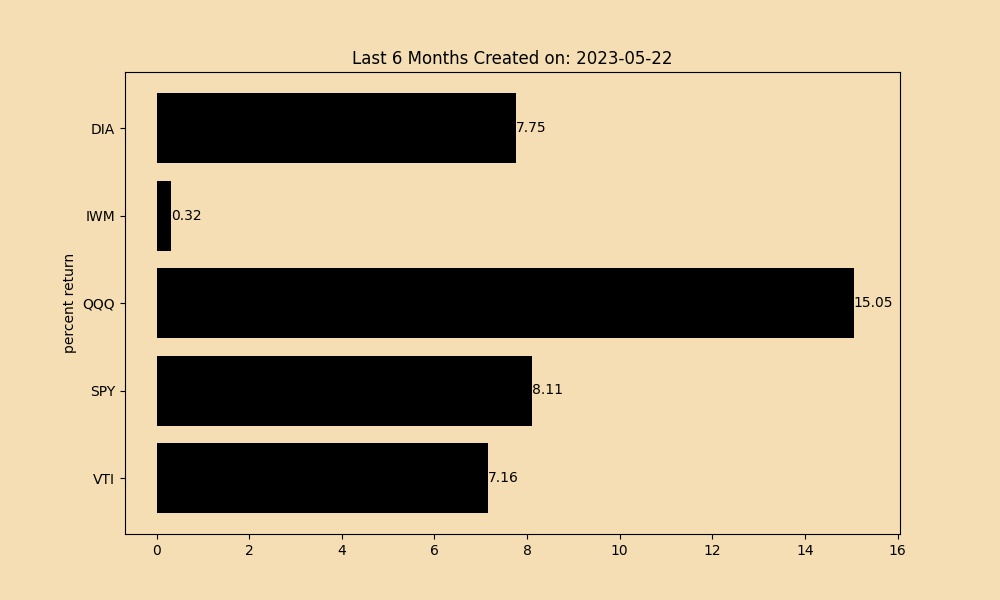 Last 6 Months Created on: 2023-05-22
percent return
DIA
7.75
IWM
0.32
QQQ
15.05
SPY
8.11
VTI
7.16
0 2 4 6 8 10 12 14 16